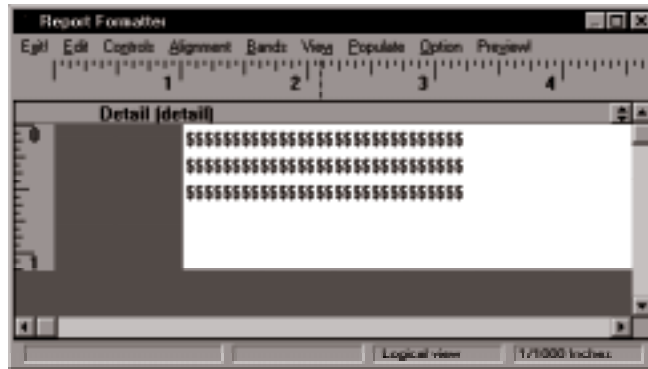 Report Formatter
Exit! Edit Controls Alignment Bands View Populate Option Preview!
1 2 3 4
Detail (detail)
0
$$$$$$$$$$$$$$$$$$$$$$$$$$$$$$
$$$$$$$$$$$$$$$$$$$$$$$$$$$$$$
$$$$$$$$$$$$$$$$$$$$$$$$$$$$$$
1
Logical view 1/1000 Inches